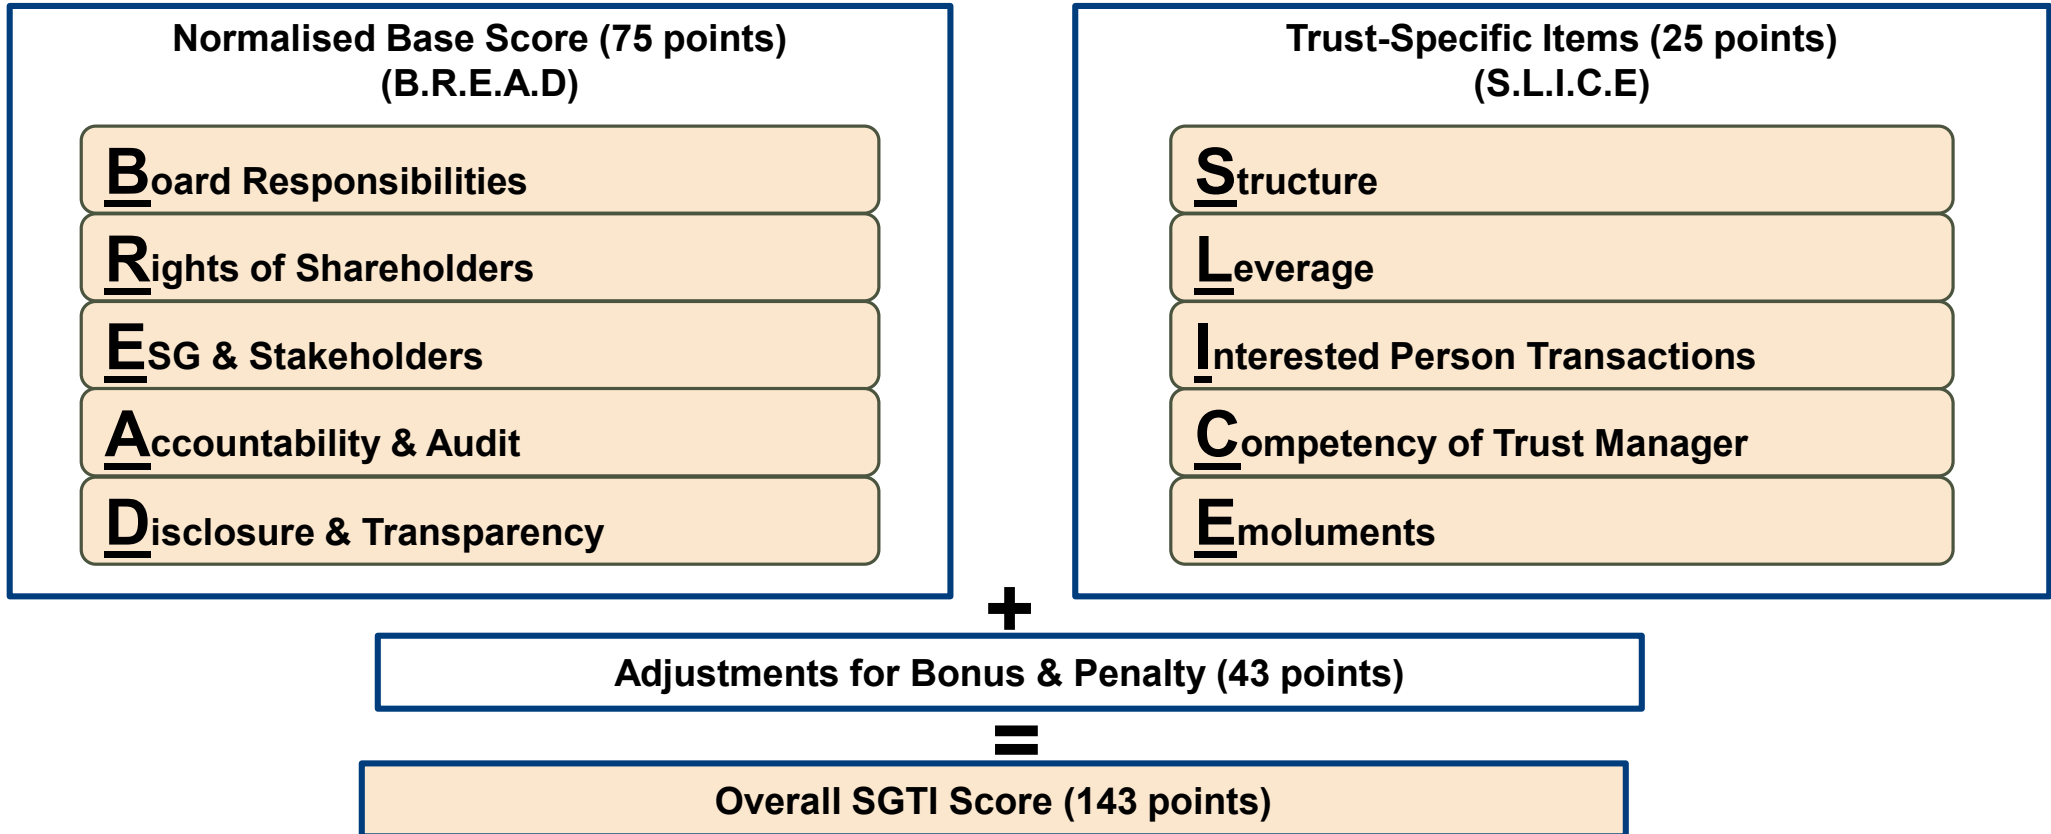 Normalised Base Score (75 points)
(B.R.E.A.D)
Board Responsibilities
Rights of Shareholders
ESG & Stakeholders
Accountability & Audit
Disclosure & Transparency
Trust-Specific Items (25 points)
(S.L.I.C.E)
Structure
Leverage
Interested Person Transactions
Competency of Trust Manager
Emoluments
+
Adjustments for Bonus & Penalty (43 points)
=
Overall SGTI Score (143 points)